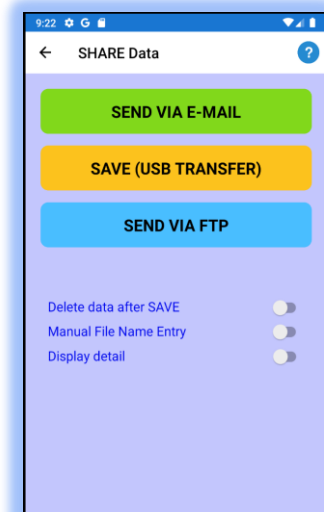 9:22 G
SHARE Data
?
SEND VIA E-MAIL
SAVE (USB TRANSFER)
SEND VIA FTP
Delete data after SAVE
Manual File Name Entry
Display detail